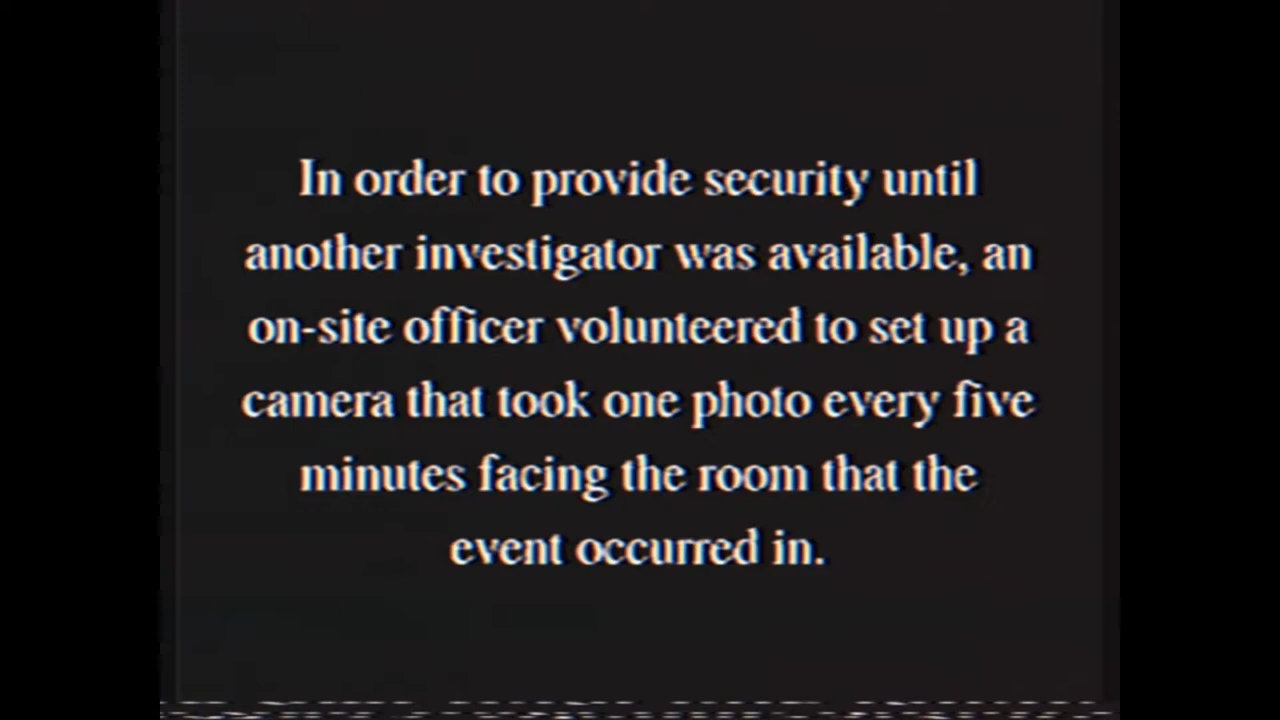 In order to provide security until
another investigator was available, an
on-site officer volunteered to set up a
camera that took one photo every five
minutes facing the room that the
event occurred in.